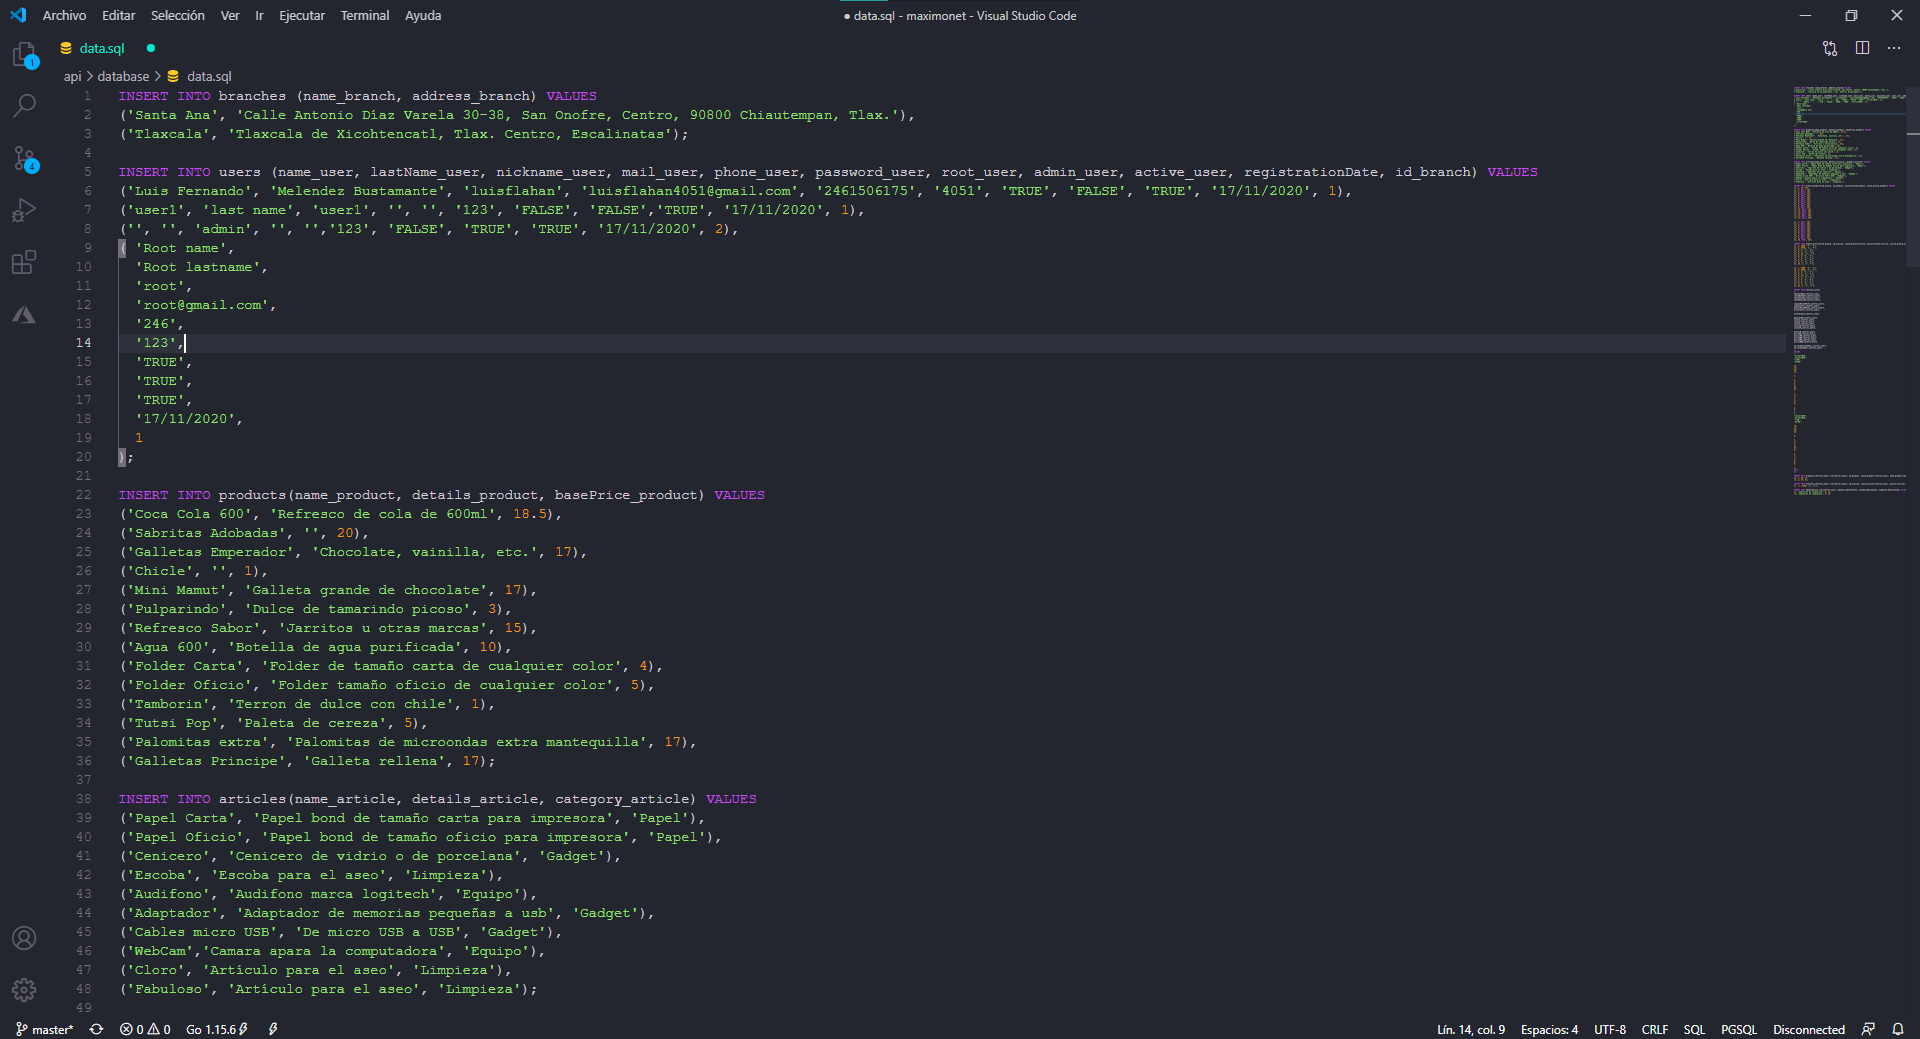 Archivo Editar Selección Ver Ir Ejecutar Terminal Ayuda
● data.sql - maximonet - Visual Studio Code
data.sql
api > database > data.sql
1 INSERT INTO branches (name_branch, address_branch) VALUES
2 ('Santa Ana', 'Calle Antonio Díaz Varela 30-38, San Onofre, Centro, 90800 Chiautempan, Tlax.'),
3 ('Tlaxcala', 'Tlaxcala de Xicohtencatl, Tlax. Centro, Escalinatas');
4
5 INSERT INTO users (name_user, lastName_user, nickname_user, mail_user, phone_user, password_user, root_user, admin_user, active_user, registrationDate, id_branch) VALUES
6 ('Luis Fernando', 'Melendez Bustamante', 'luisflahan', 'luisflahan4051@gmail.com', '2461506175', '4051', 'TRUE', 'FALSE', 'TRUE', '17/11/2020', 1),
7 ('user1', 'last name', 'user1', '', '', '123', 'FALSE', 'FALSE','TRUE', '17/11/2020', 1),
8 ('', '', 'admin', '', '','123', 'FALSE', 'TRUE', 'TRUE', '17/11/2020', 2),
9 ( 'Root name',
10 'Root lastname',
11 'root',
12 'root@gmail.com',
13 '246',
14 '123',
15 'TRUE',
16 'TRUE',
17 'TRUE',
18 '17/11/2020',
19 1
20 );
21
22 INSERT INTO products(name_product, details_product, basePrice_product) VALUES
23 ('Coca Cola 600', 'Refresco de cola de 600ml', 18.5),
24 ('Sabritas Adobadas', '', 20),
25 ('Galletas Emperador', 'Chocolate, vainilla, etc.', 17),
26 ('Chicle', '', 1),
27 ('Mini Mamut', 'Galleta grande de chocolate', 17),
28 ('Pulparindo', 'Dulce de tamarindo picoso', 3),
29 ('Refresco Sabor', 'Jarritos u otras marcas', 15),
30 ('Agua 600', 'Botella de agua purificada', 10),
31 ('Folder Carta', 'Folder de tamaño carta de cualquier color', 4),
32 ('Folder Oficio', 'Folder tamaño oficio de cualquier color', 5),
33 ('Tamborin', 'Terron de dulce con chile', 1),
34 ('Tutsi Pop', 'Paleta de cereza', 5),
35 ('Palomitas extra', 'Palomitas de microondas extra mantequilla', 17),
36 ('Galletas Principe', 'Galleta rellena', 17);
37
38 INSERT INTO articles(name_article, details_article, category_article) VALUES
39 ('Papel Carta', 'Papel bond de tamaño carta para impresora', 'Papel'),
40 ('Papel Oficio', 'Papel bond de tamaño oficio para impresora', 'Papel'),
41 ('Cenicero', 'Cenicero de vidrio o de porcelana', 'Gadget'),
42 ('Escoba', 'Escoba para el aseo', 'Limpieza'),
43 ('Audifono', 'Audifono marca logitech', 'Equipo'),
44 ('Adaptador', 'Adaptador de memorias pequeñas a usb', 'Gadget'),
45 ('Cables micro USB', 'De micro USB a USB', 'Gadget'),
46 ('WebCam','Camara apara la computadora', 'Equipo'),
47 ('Cloro', 'Artículo para el aseo', 'Limpieza'),
48 ('Fabuloso', 'Artículo para el aseo', 'Limpieza');
49
1
4
master* 0 0 Go 1.15.6 Lín. 14, col. 9 Espacios: 4 UTF-8 CRLF SQL PGSQL Disconnected